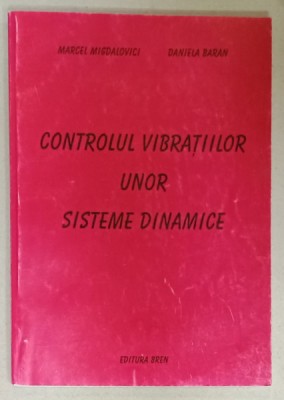 MARCEL MIGDALOVICI DANIELA BARAN
CONTROLUL VIBRAȚIILOR
UNOR
SISTEME DINAMICE
EDITURA BREN